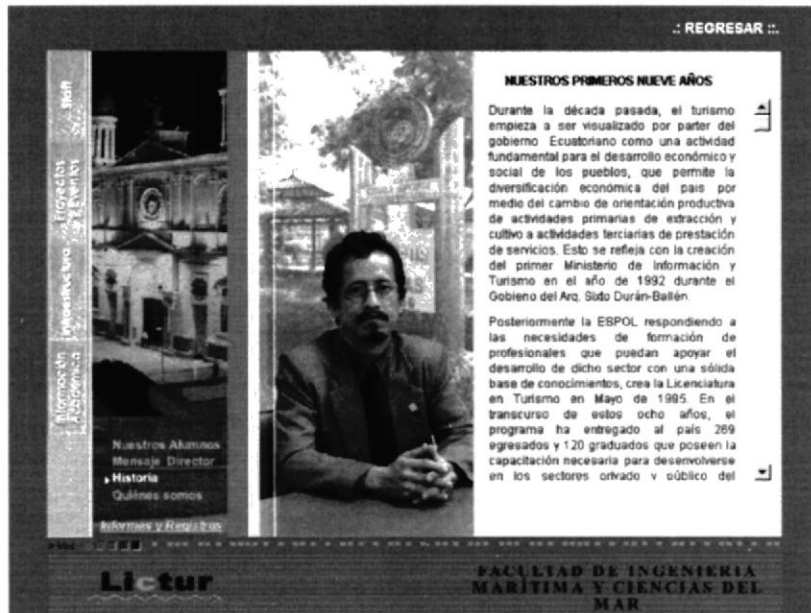 .: REGRESAR ::.
Staff
Proyectos
Y Eventos
Infraestructura
Información
Académica
NUESTROS PRIMEROS NUEVE AÑOS
Durante la década pasada, el turismo
empieza a ser visualizado por parter del
gobierno Ecuatoriano como una actividad
fundamental para el desarrollo económico y
social de los pueblos, que permite la
diversificación económica del país por
medio del cambio de orientación productiva
de actividades primarias de extracción y
cultivo a actividades terciarias de prestación
de servicios. Esto se refleja con la creación
del primer Ministerio de Información y
Turismo en el año de 1992 durante el
Gobieno del Arq. Sixto Durán-Ballén.
Posteriormente la ESPOL respondiendo a
las necesidades de formación de
profesionales que puedan apoyar el
desarrollo de dicho sector con una sólida
base de conocimientos, crea la Licenciatura
en Turismo en Mayo de 1995. En el
transcurso de estos ocho años, el
programa ha entregado al país 269
egresados y 120 graduados que poseen la
capacitación necesaria para desenvolverse
en los sectores privado y público del
Nuestros Alumnos
Mensaje Director
Historia
Quiénes somos
Informes y Registros
Lictur
FACULTAD DE INGENIERIA
MARÍTIMA Y CIENCIAS DEL
MAR